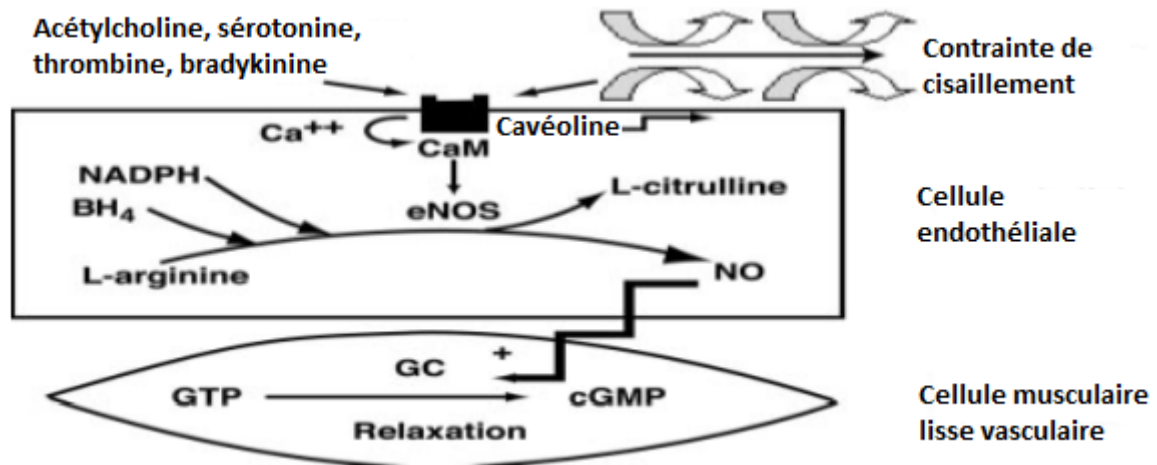 Acétylcholine, sérotonine,
thrombine, bradykinine
Contrainte de
cisaillement
Ca++
Cavéoline
CaM
NADPH
L-citrulline
BH4
eNOS
Cellule
endothéliale
L-arginine
NO
GC
+
GTP
cGMP
Relaxation
Cellule musculaire
lisse vasculaire